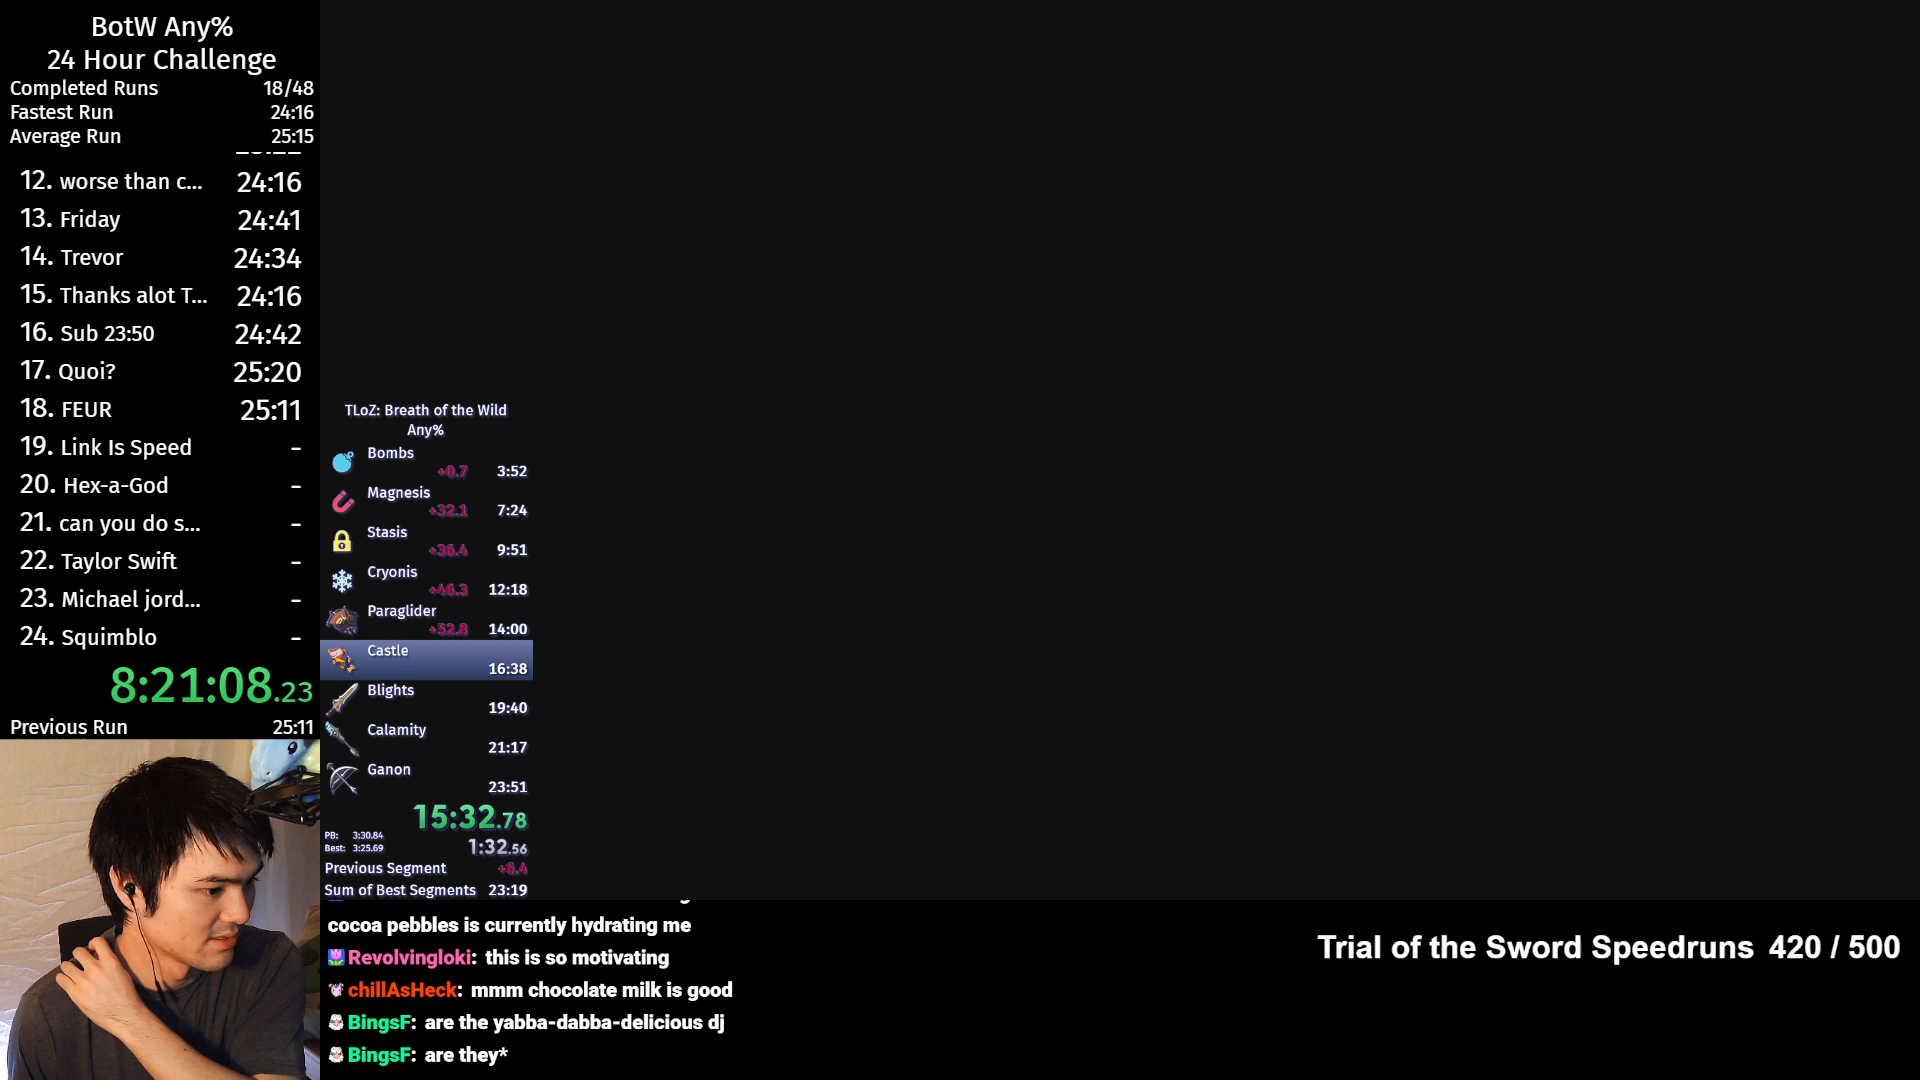 BotW Any%
24 Hour Challenge
Completed Runs 18/48
Fastest Run 24:16
Average Run 25:15
12. worse than c... 24:16
13. Friday 24:41
14. Trevor 24:34
15. Thanks alot T... 24:16
16. Sub 23:50 24:42
17. Quoi? 25:20
18. FEUR 25:11
19. Link Is Speed -
20. Hex-a-God -
21. can you do s... -
22. Taylor Swift -
23. Michael jord... -
24. Squimblo -
8:21:08.23
Previous Run 25:11
TLoZ: Breath of the Wild
Any%
Bombs
+0.7 3:52
Magnesis
+32.1 7:24
Stasis
+36.4 9:51
Cryonis
+46.3 12:18
Paraglider
+52.8 14:00
Castle
16:38
Blights
19:40
Calamity
21:17
Ganon
23:51
15:32.78
PB: 3:30.84
Best: 3:25.69
1:32.56
Previous Segment +6.4
Sum of Best Segments 23:19
cocoa pebbles is currently hydrating me
Revolvingloki: this is so motivating
chillAsHeck: mmm chocolate milk is good
BingsF: are the yabba-dabba-delicious dj
BingsF: are they*
Trial of the Sword Speedruns 420 / 500